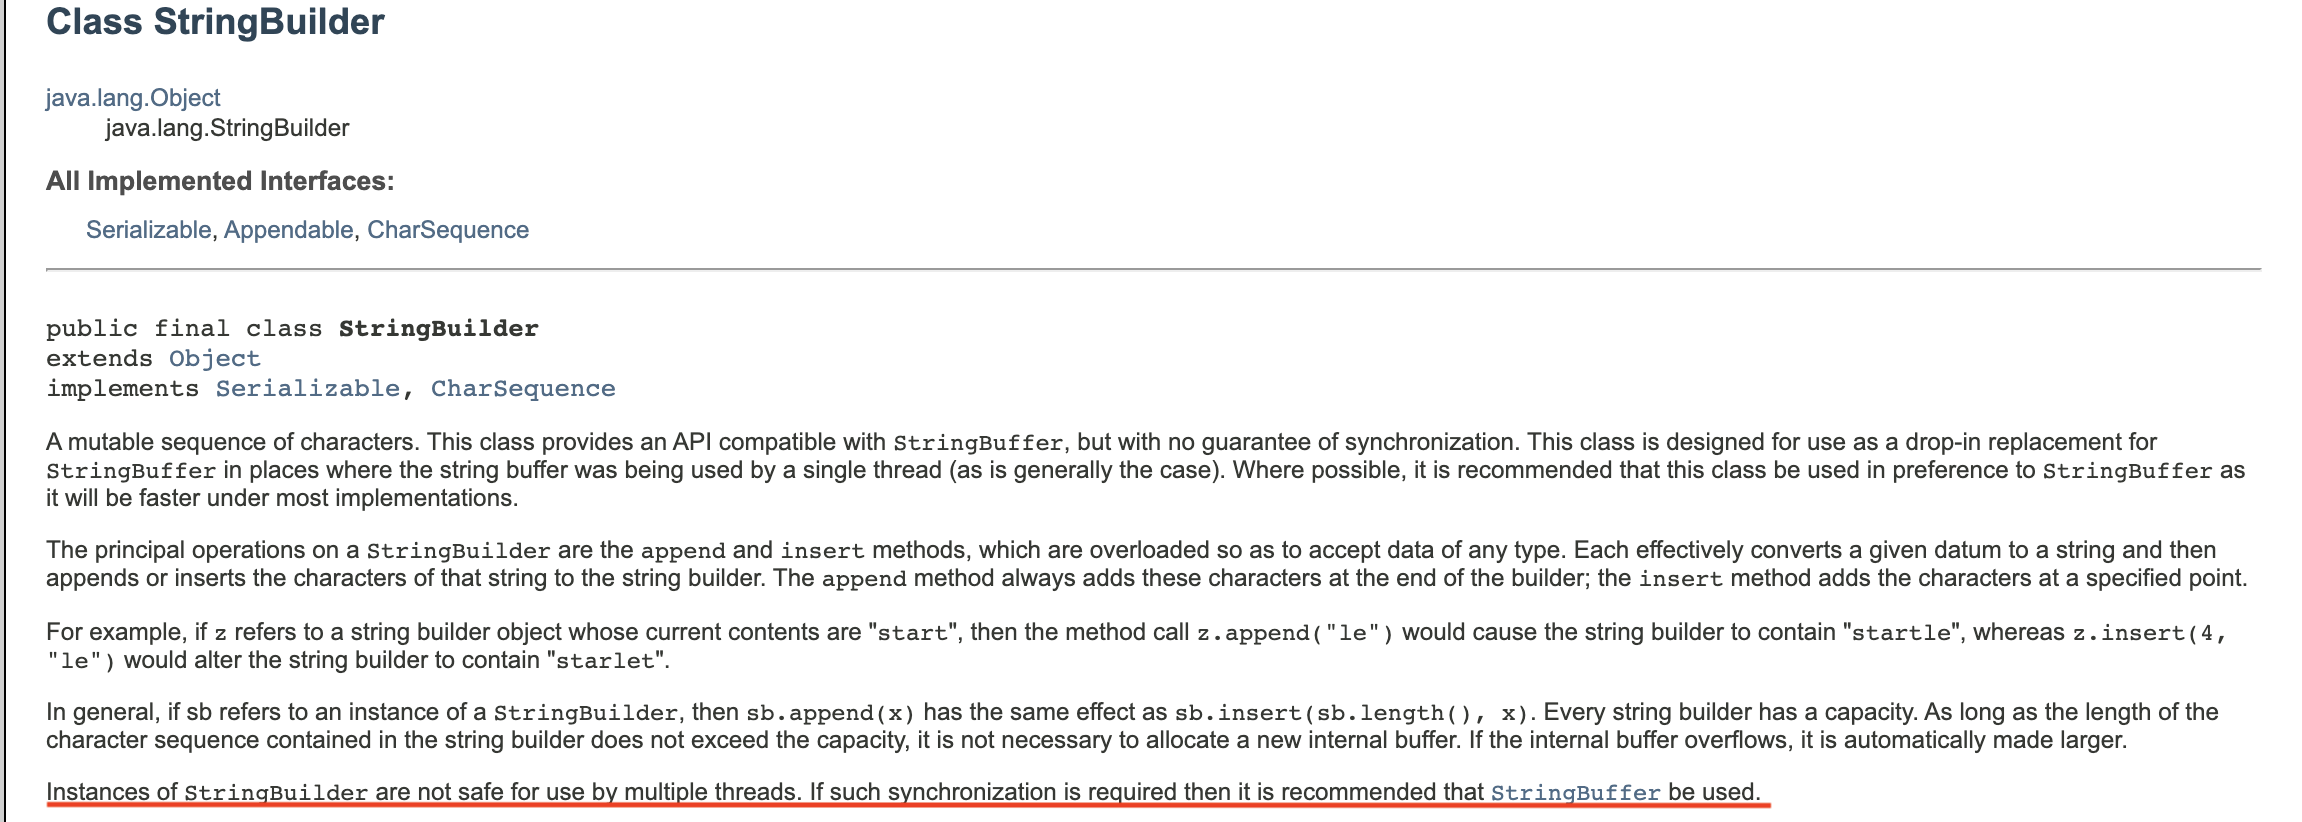 Class StringBuilder
java.lang.Object
java.lang.StringBuilder
All Implemented Interfaces:
Serializable, Appendable, CharSequence
public final class StringBuilder
extends Object
implements Serializable, CharSequence
A mutable sequence of characters. This class provides an API compatible with StringBuffer, but with no guarantee of synchronization. This class is designed for use as a drop-in replacement for
StringBuffer in places where the string buffer was being used by a single thread (as is generally the case). Where possible, it is recommended that this class be used in preference to StringBuffer as
it will be faster under most implementations.
The principal operations on a StringBuilder are the append and insert methods, which are overloaded so as to accept data of any type. Each effectively converts a given datum to a string and then
appends or inserts the characters of that string to the string builder. The append method always adds these characters at the end of the builder; the insert method adds the characters at a specified point.
For example, if z refers to a string builder object whose current contents are "start", then the method call z.append("le") would cause the string builder to contain "startle", whereas z.insert(4,
"le") would alter the string builder to contain "starlet".
In general, if sb refers to an instance of a StringBuilder, then sb.append(x) has the same effect as sb.insert(sb.length(), x). Every string builder has a capacity. As long as the length of the
character sequence contained in the string builder does not exceed the capacity, it is not necessary to allocate a new internal buffer. If the internal buffer overflows, it is automatically made larger.
Instances of StringBuilder are not safe for use by multiple threads. If such synchronization is required then it is recommended that StringBuffer be used.